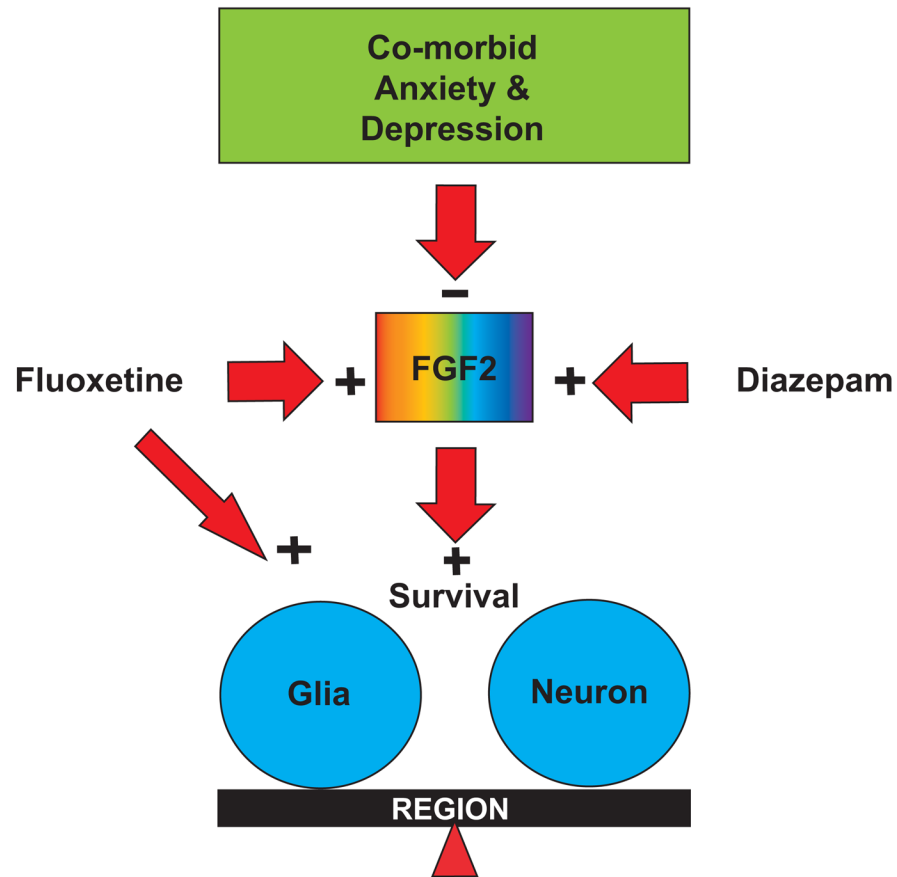 Co-morbid
Anxiety &
Depression
−
Fluoxetine + FGF2 + Diazepam
+ +
Survival
Glia Neuron
REGION